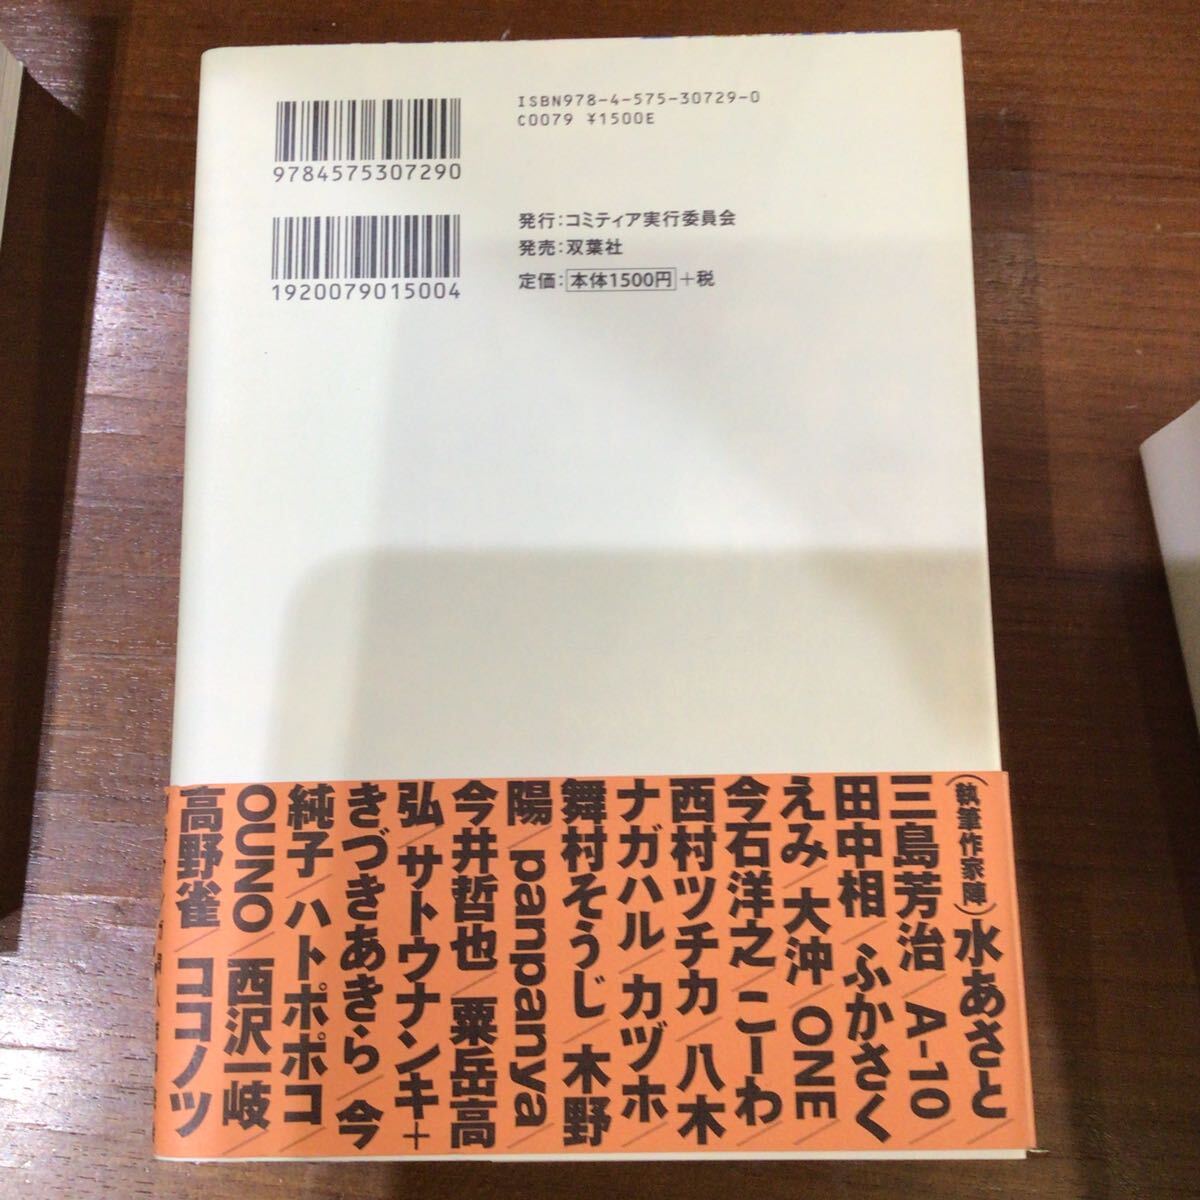 ISBN978-4-575-30729-0
C0079 ¥1500E
9784575307290
1920079015004
発行：コミティア実行委員会
発売：双葉社
定価：本体1500円+税
（執筆作家陣）水あさと/
三島芳治/A-10/
田中相/ふかさく
えみ/大沖/ONE/
今石洋之/こーわ/
西村ツチカ/八木
ナガハル/カヅホ/
舞村そうじ/木野
陽/panpanya/
今井哲也/粟岳高
弘/サトウナンキ+
きづきあきら/今
純子/ハトポポコ/
OUNO/西沢一岐/
高野雀/ココノツ